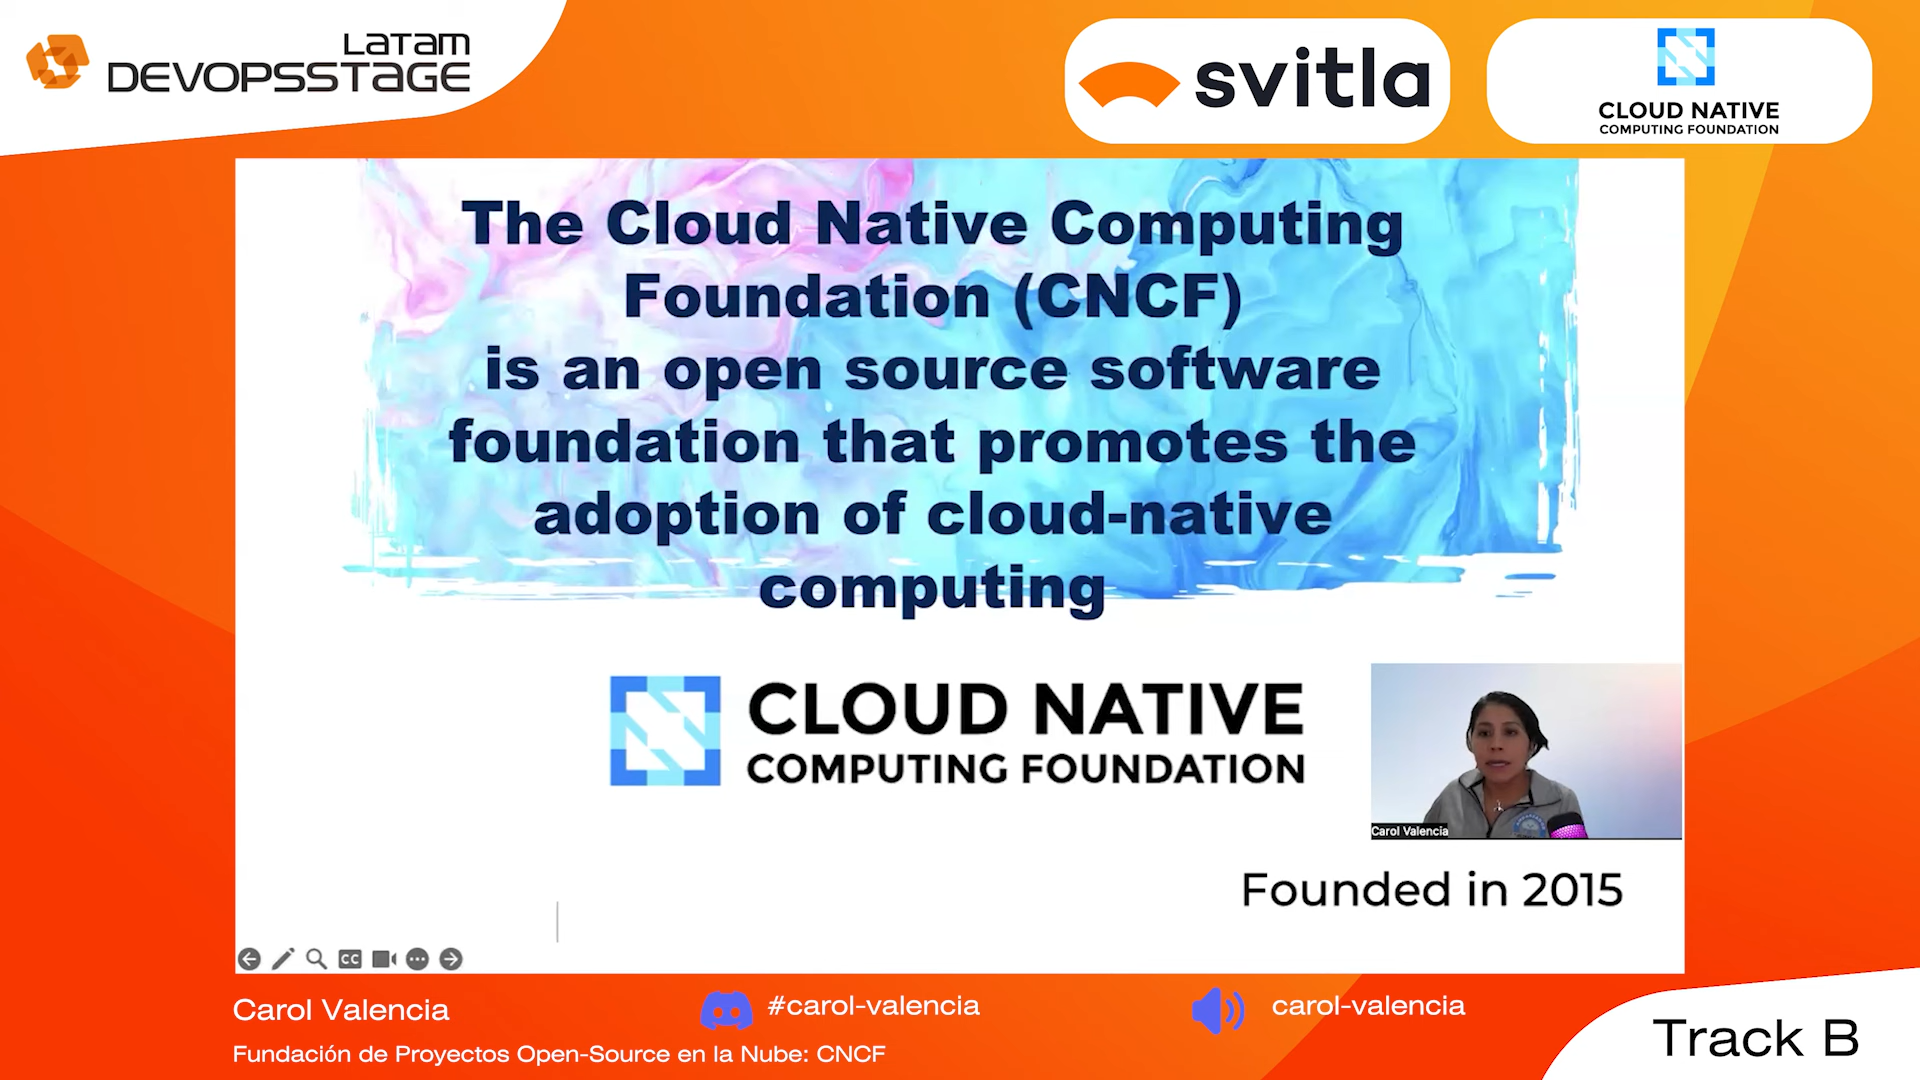 LATAM
DEVOPSSTAGE
svitla
CLOUD NATIVE
COMPUTING FOUNDATION
The Cloud Native Computing
Foundation (CNCF)
is an open source software
foundation that promotes the
adoption of cloud-native
computing
CLOUD NATIVE
COMPUTING FOUNDATION
Carol Valencia
Founded in 2015
CC
Carol Valencia
#carol-valencia
carol-valencia
Fundación de Proyectos Open-Source en la Nube: CNCF
Track B